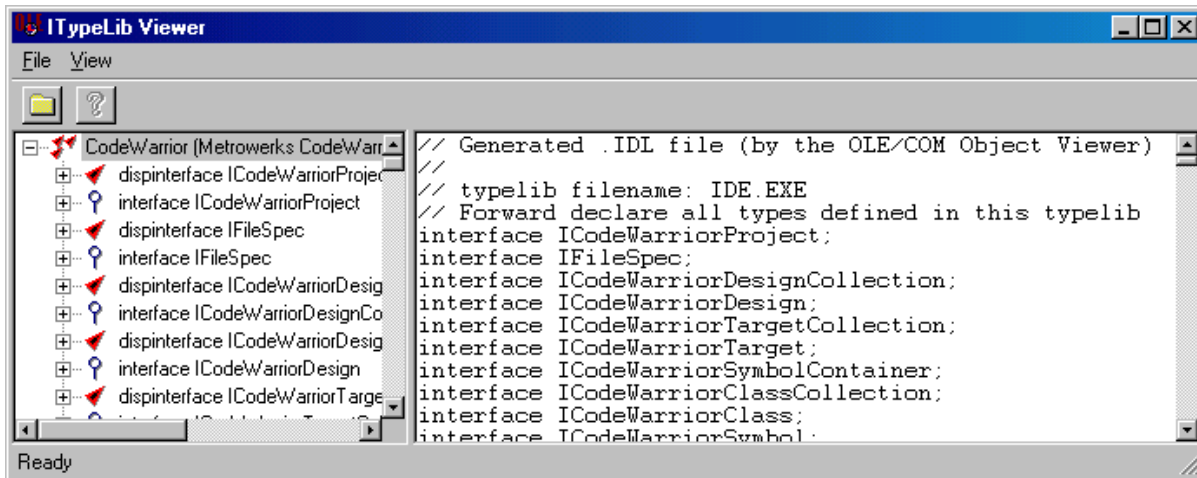 ITypeLib Viewer
File View
CodeWarrior (Metrowerks CodeWarr
dispinterface ICodeWarriorProjec
interface ICodeWarriorProject
dispinterface IFileSpec
interface IFileSpec
dispinterface ICodeWarriorDesig
interface ICodeWarriorDesignCo
dispinterface ICodeWarriorDesig
interface ICodeWarriorDesign
dispinterface ICodeWarriorTarge
// Generated .IDL file (by the OLE/COM Object Viewer)
//
// typelib filename: IDE.EXE
// Forward declare all types defined in this typelib
interface ICodeWarriorProject;
interface IFileSpec;
interface ICodeWarriorDesignCollection;
interface ICodeWarriorDesign;
interface ICodeWarriorTargetCollection;
interface ICodeWarriorTarget;
interface ICodeWarriorSymbolContainer;
interface ICodeWarriorClassCollection;
interface ICodeWarriorClass;
interface ICodeWarriorSymbol;
Ready